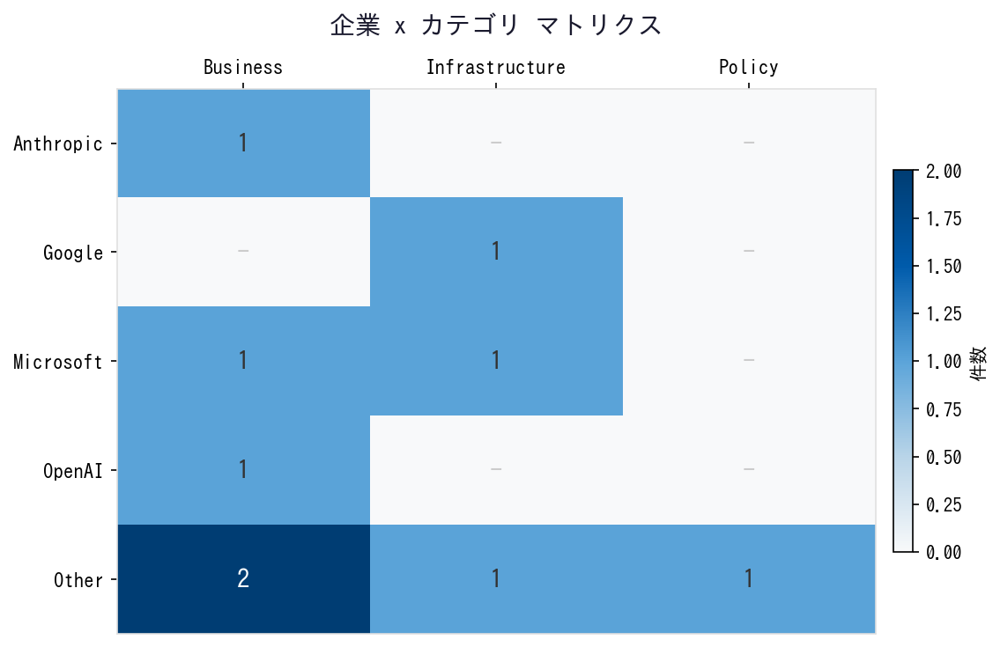 企業 x カテゴリ マトリクス
Business Infrastructure Policy
Anthropic 1 — —
Google — 1 —
Microsoft 1 1 —
OpenAI 1 — —
Other 2 1 1
2.00
1.75
1.50
1.25
1.00
0.75
0.50
0.25
0.00
件数